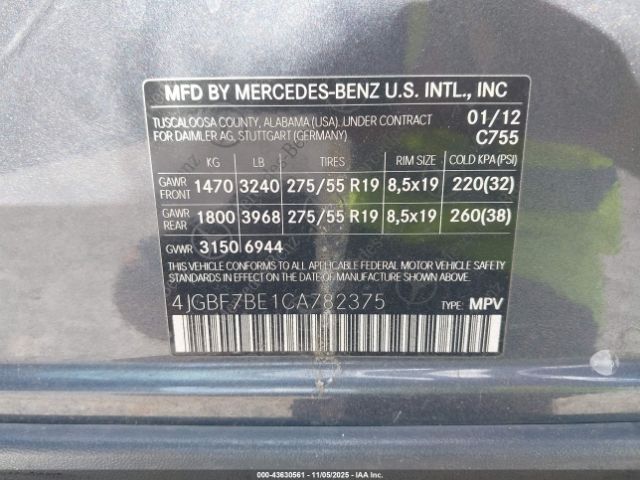 MFD BY MERCEDES-BENZ U.S. INTL., INC
TUSCALOOSA COUNTY, ALABAMA (USA). UNDER CONTRACT 01/12
FOR DAIMLER AG, STUTTGART (GERMANY) C755
KG LB TIRES RIM SIZE COLD KPA (PSI)
GAWR FRONT 1470 3240 275/55 R19 8,5x19 220(32)
GAWR REAR 1800 3968 275/55 R19 8,5x19 260(38)
GVWR 3150 6944
THIS VEHICLE CONFORMS TO ALL APPLICABLE FEDERAL MOTOR VEHICLE SAFETY
STANDARDS IN EFFECT ON THE DATE OF MANUFACTURE SHOWN ABOVE.
4JGBF7BE1CA782375 TYPE: MPV
000-43630561 - 11/05/2025 - IAAI.com